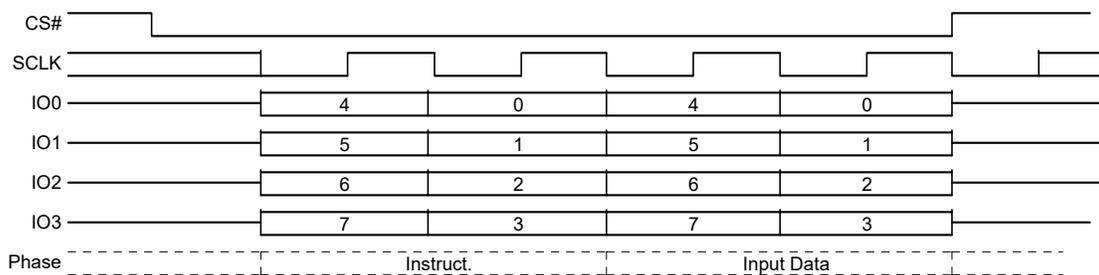 CS#
SCLK
IO0 4 0 4 0
IO1 5 1 5 1
IO2 6 2 6 2
IO3 7 3 7 3
Phase Instruct. Input Data